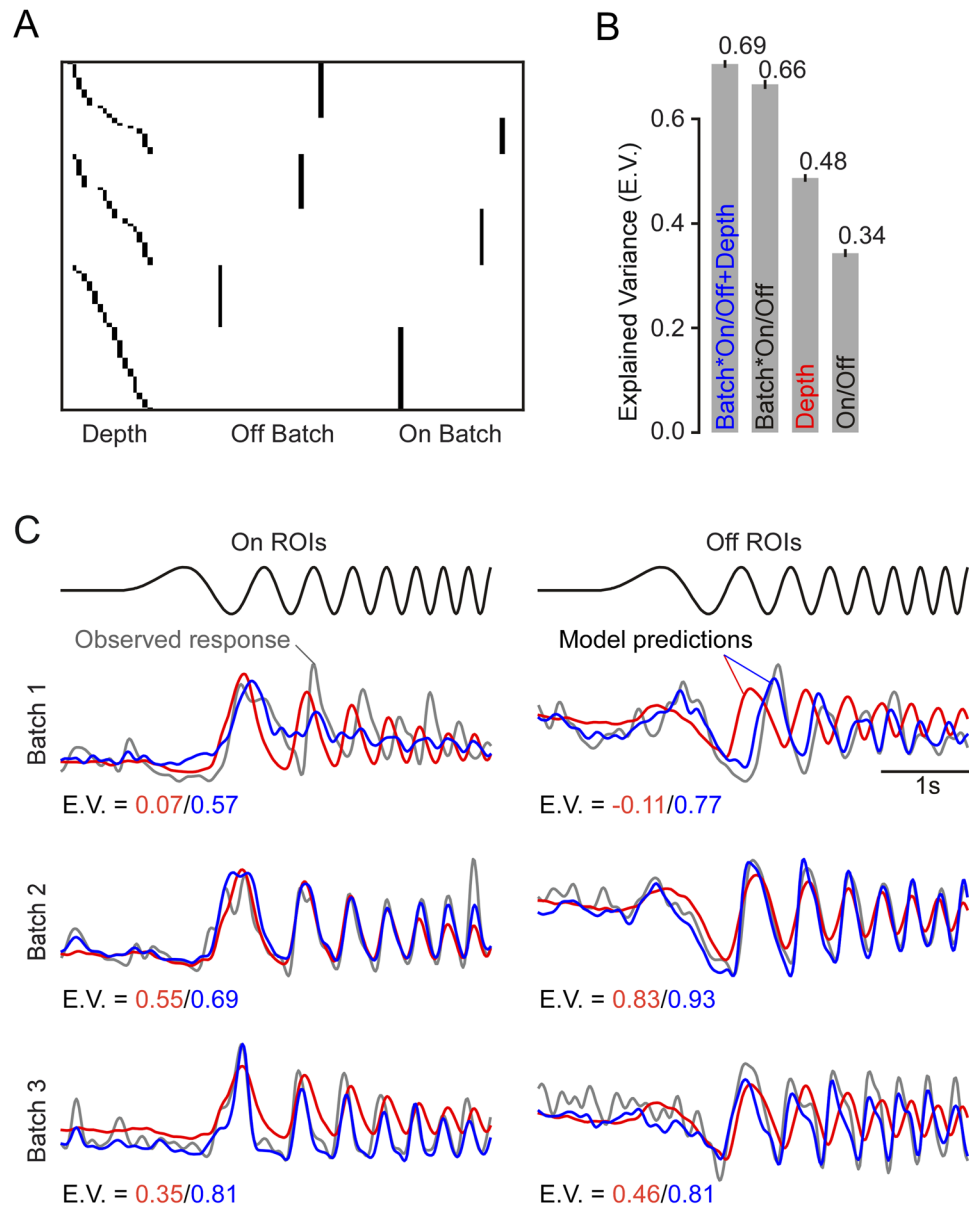 A
Depth
Off Batch
On Batch
B
Explained Variance (E.V.)
0.6
0.4
0.2
0.0
0.69
0.66
0.48
0.34
Batch*On/Off+Depth
Batch*On/Off
Depth
On/Off
C
On ROIs
Off ROIs
Observed response
Model predictions
Batch 1
E.V. = 0.07/0.57
E.V. = -0.11/0.77
1s
Batch 2
E.V. = 0.55/0.69
E.V. = 0.83/0.93
Batch 3
E.V. = 0.35/0.81
E.V. = 0.46/0.81